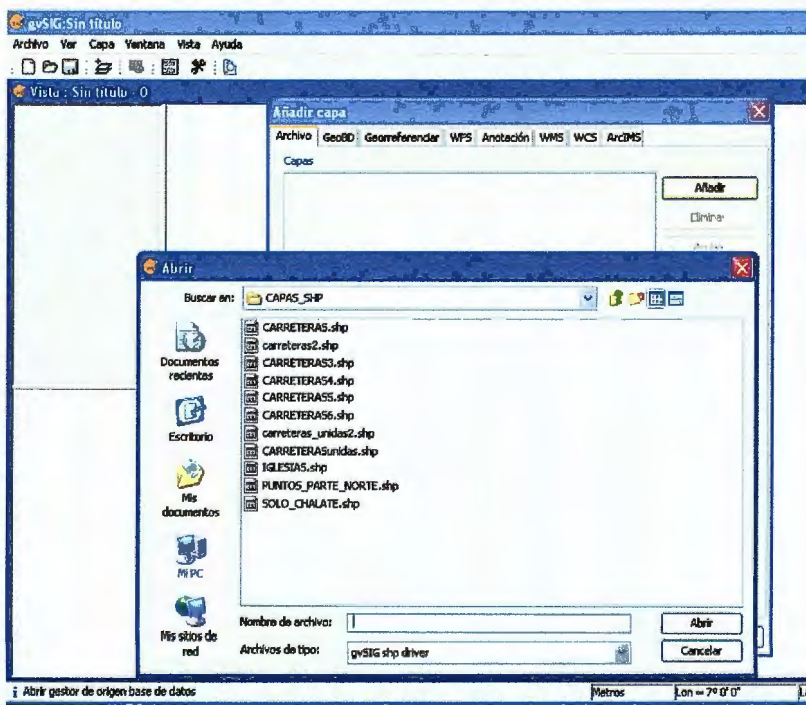 gvSIG:Sin título
Archivo Ver Capa Ventana Vista Ayuda
Vista : Sin título - 0
Añadir capa
Archivo GeoBD Georreferenciar WFS Anotación WMS WCS ArcIMS
Capas
Añadir
Eliminar
Abrir
Buscar en: CAPAS_SHP
CARRETERAS.shp
carreteras2.shp
CARRETERAS3.shp
CARRETERAS4.shp
CARRETERAS5.shp
CARRETERAS6.shp
carreteras_unidas2.shp
CARRETERASunidas.shp
IGLESIAS.shp
PUNTOS_PARTE_NORTE.shp
SOLO_CHALATE.shp
Documentos recientes
Escritorio
Mis documentos
Mi PC
Mis sitios de red
Nombre de archivo:
Abrir
Archivos de tipo: gvSIG shp driver
Cancelar
Abrir gestor de origen base de datos
Metros
Lon = 7º 0' 0"